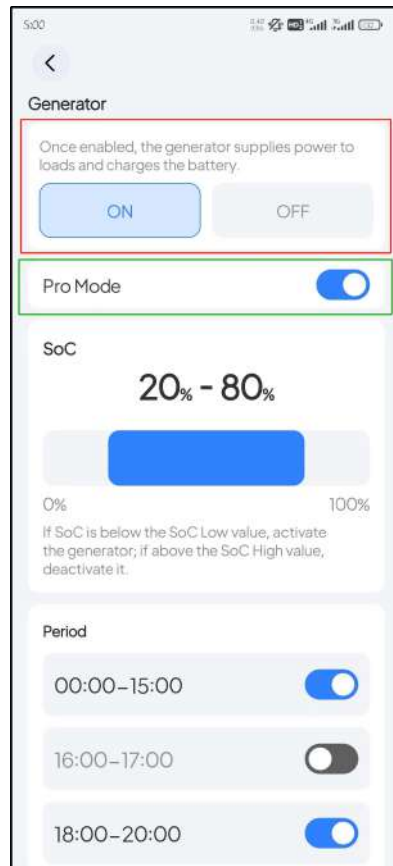 5:00
Generator
Once enabled, the generator supplies power to
loads and charges the battery.
ON
OFF
Pro Mode
SoC
20% - 80%
0%
100%
If SoC is below the SoC Low value, activate
the generator; if above the SoC High value,
deactivate it.
Period
00:00–15:00
16:00–17:00
18:00–20:00